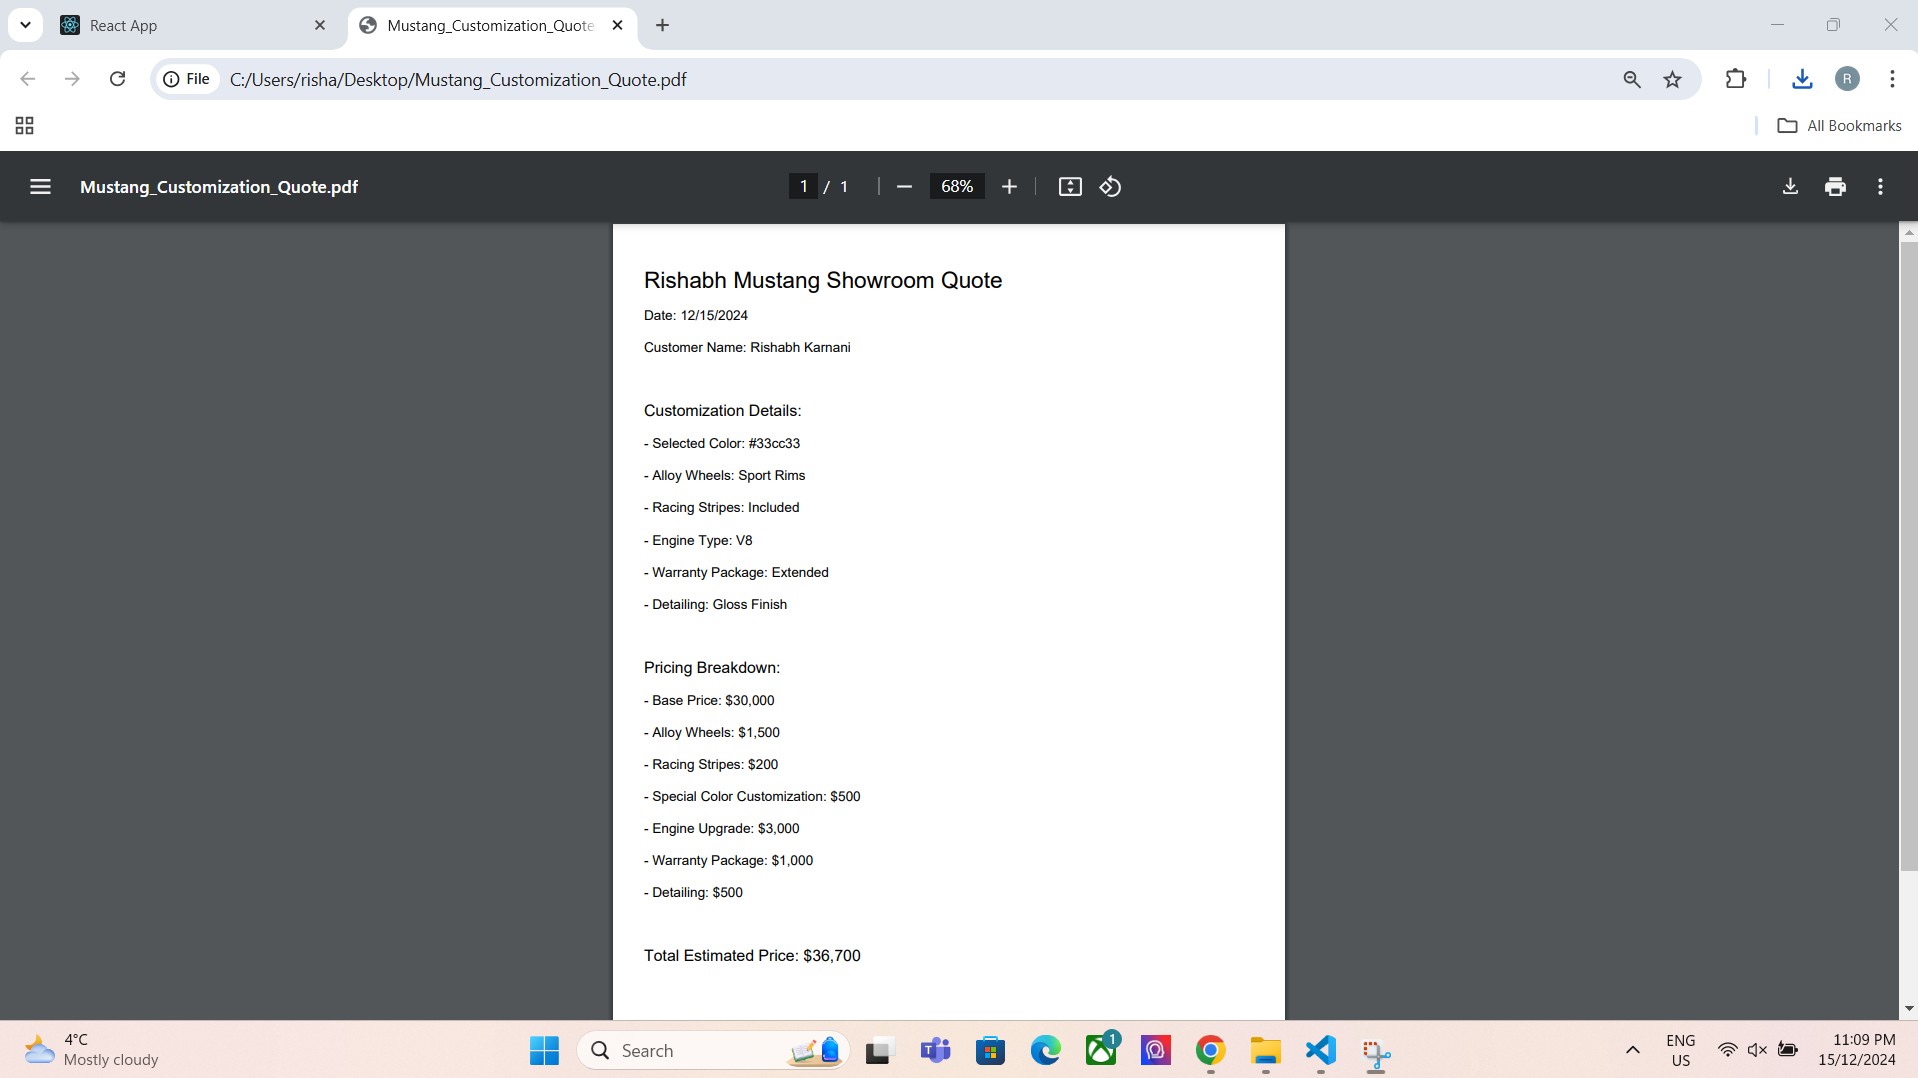 React App
Mustang_Customization_Quote
File
C:/Users/risha/Desktop/Mustang_Customization_Quote.pdf
R
All Bookmarks
Mustang_Customization_Quote.pdf
1 / 1
68%
Rishabh Mustang Showroom Quote
Date: 12/15/2024
Customer Name: Rishabh Karnani
Customization Details:
- Selected Color: #33cc33
- Alloy Wheels: Sport Rims
- Racing Stripes: Included
- Engine Type: V8
- Warranty Package: Extended
- Detailing: Gloss Finish
Pricing Breakdown:
- Base Price: $30,000
- Alloy Wheels: $1,500
- Racing Stripes: $200
- Special Color Customization: $500
- Engine Upgrade: $3,000
- Warranty Package: $1,000
- Detailing: $500
Total Estimated Price: $36,700
4°C
Mostly cloudy
Search
1
ENG
US
11:09 PM
15/12/2024